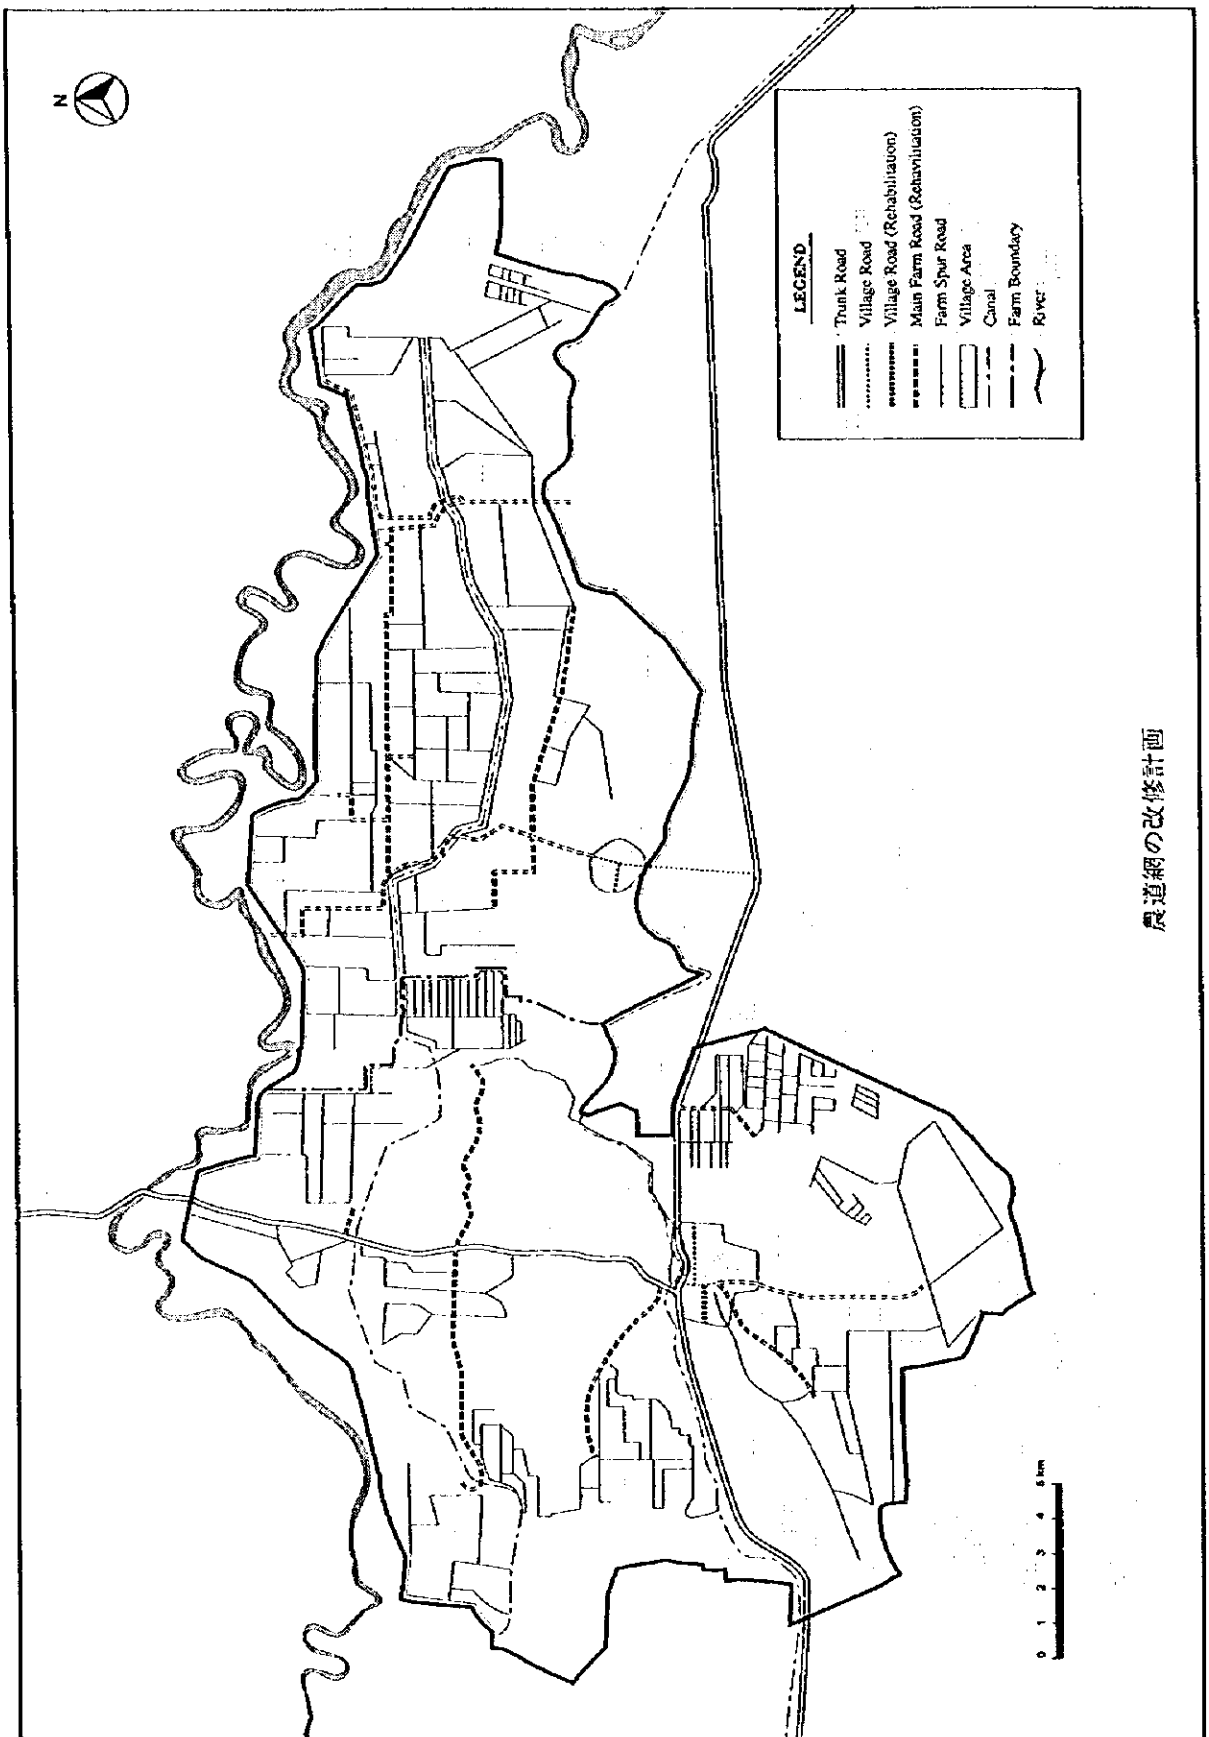 N
LEGEND
Trunk Road
Village Road
Village Road (Rehabilitation)
Main Farm Road (Rehavilitation)
Farm Spur Road
Village Area
Canal
Farm Boundary
River
0 1 2 3 4 5 km
農道網の改修計画